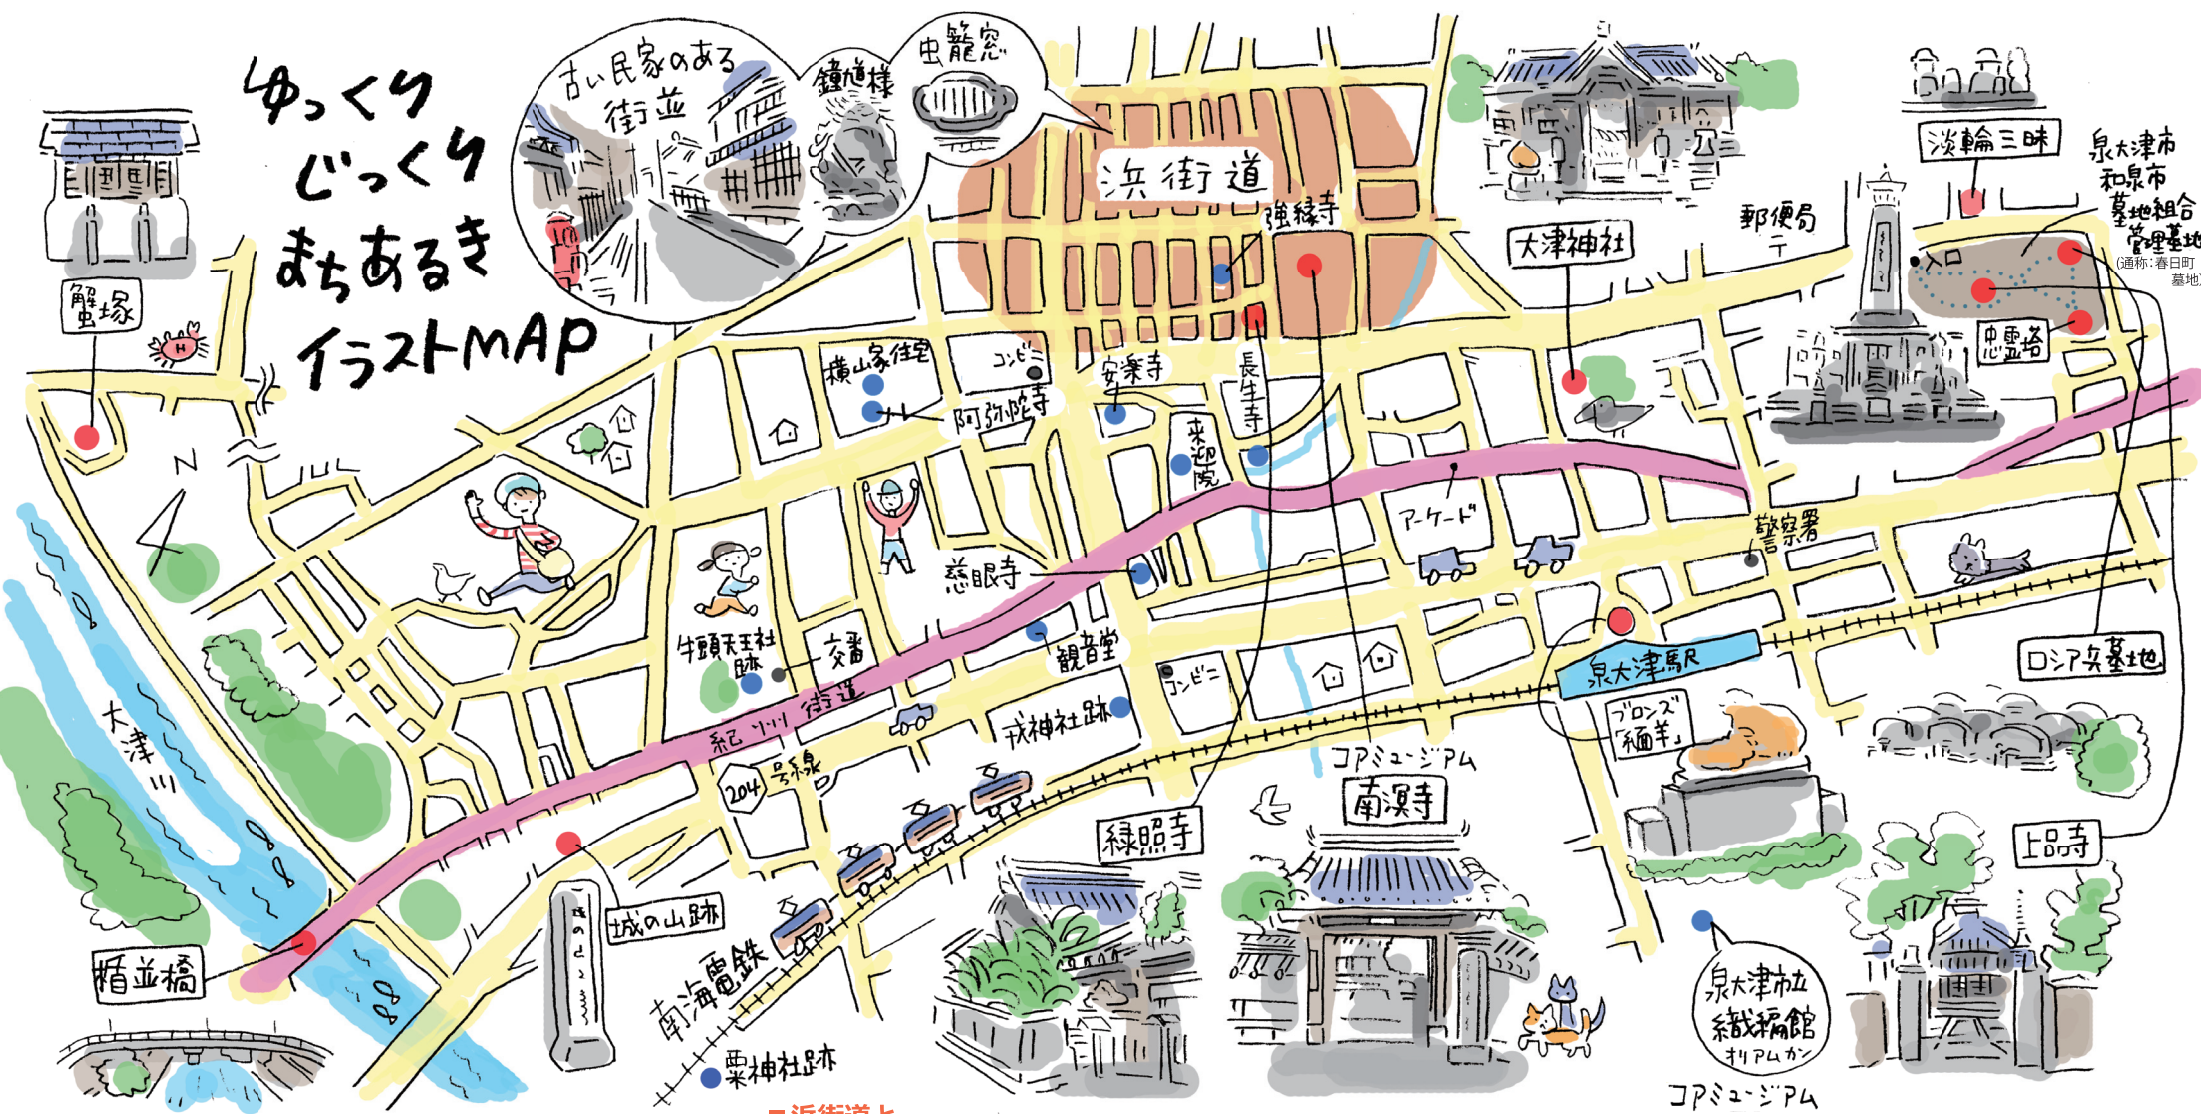 ゆっくり
じっくり
まちあるき
イラストMAP
古い民家のある
街並
鐘馗様
虫籠窓
浜街道
強縁寺
大津神社
郵便局
〒
淡輪三昧
泉大津市
和泉市
墓地組合
管理墓地
(通称:春日町
墓地)
入口
忠霊塔
蟹塚
N
横山家住宅
阿弥陀寺
コンビニ
安楽寺
長生寺
来迎院
アーケード
警察署
慈眼寺
牛頭天王社
跡
交番
観音堂
紀州街道
204
号線
戎神社跡
コンビニ
泉大津駅
ブロンズ
「緬羊」
ロシア兵墓地
コアミュージアム
南溟寺
緑照寺
上品寺
大津川
楯並橋
城の山跡
南海電鉄
粟神社跡
泉大津市立
織編館
オリアムカン
コアミュージアム
■浜街道と